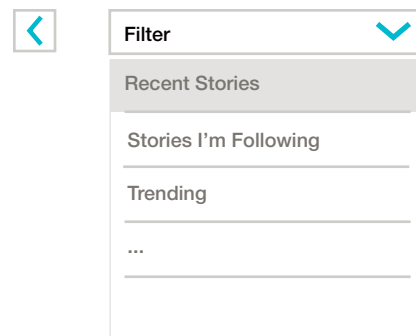 Filter
Recent Stories
Stories I’m Following
Trending
...